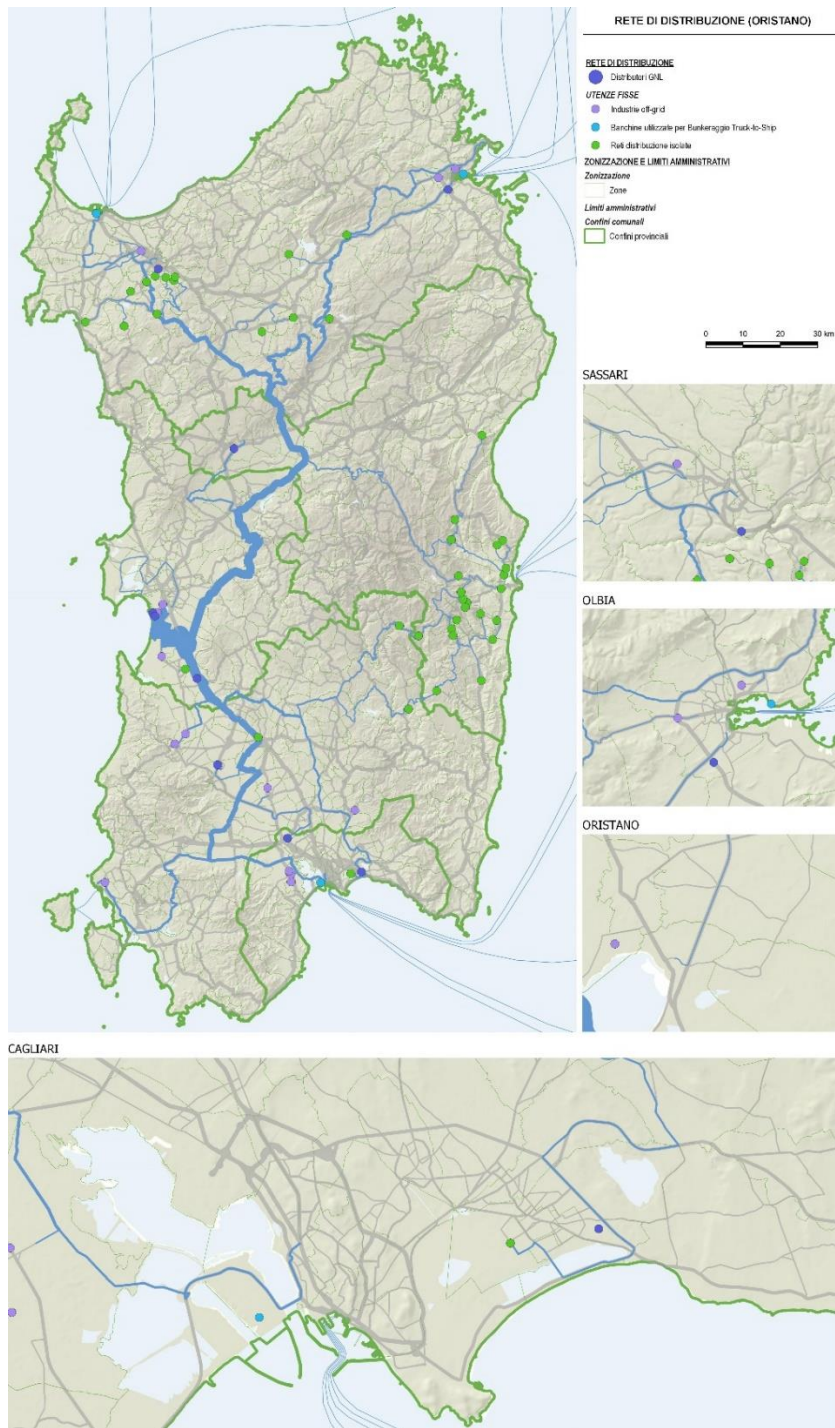 RETE DI DISTRIBUZIONE (ORISTANO)
RETE DI DISTRIBUZIONE
Distributori GNL
UTENZE FISSE
Industrie off-grid
Banchine utilizzate per Bunkeraggio Truck-to-Ship
Reti distribuzione isolate
ZONIZZAZIONE E LIMITI AMMINISTRATIVI
Zonizzazione
Zone
Limiti amministrativi
Confini comunali
Confini provinciali
0 10 20 30 km
SASSARI
OLBIA
ORISTANO
CAGLIARI